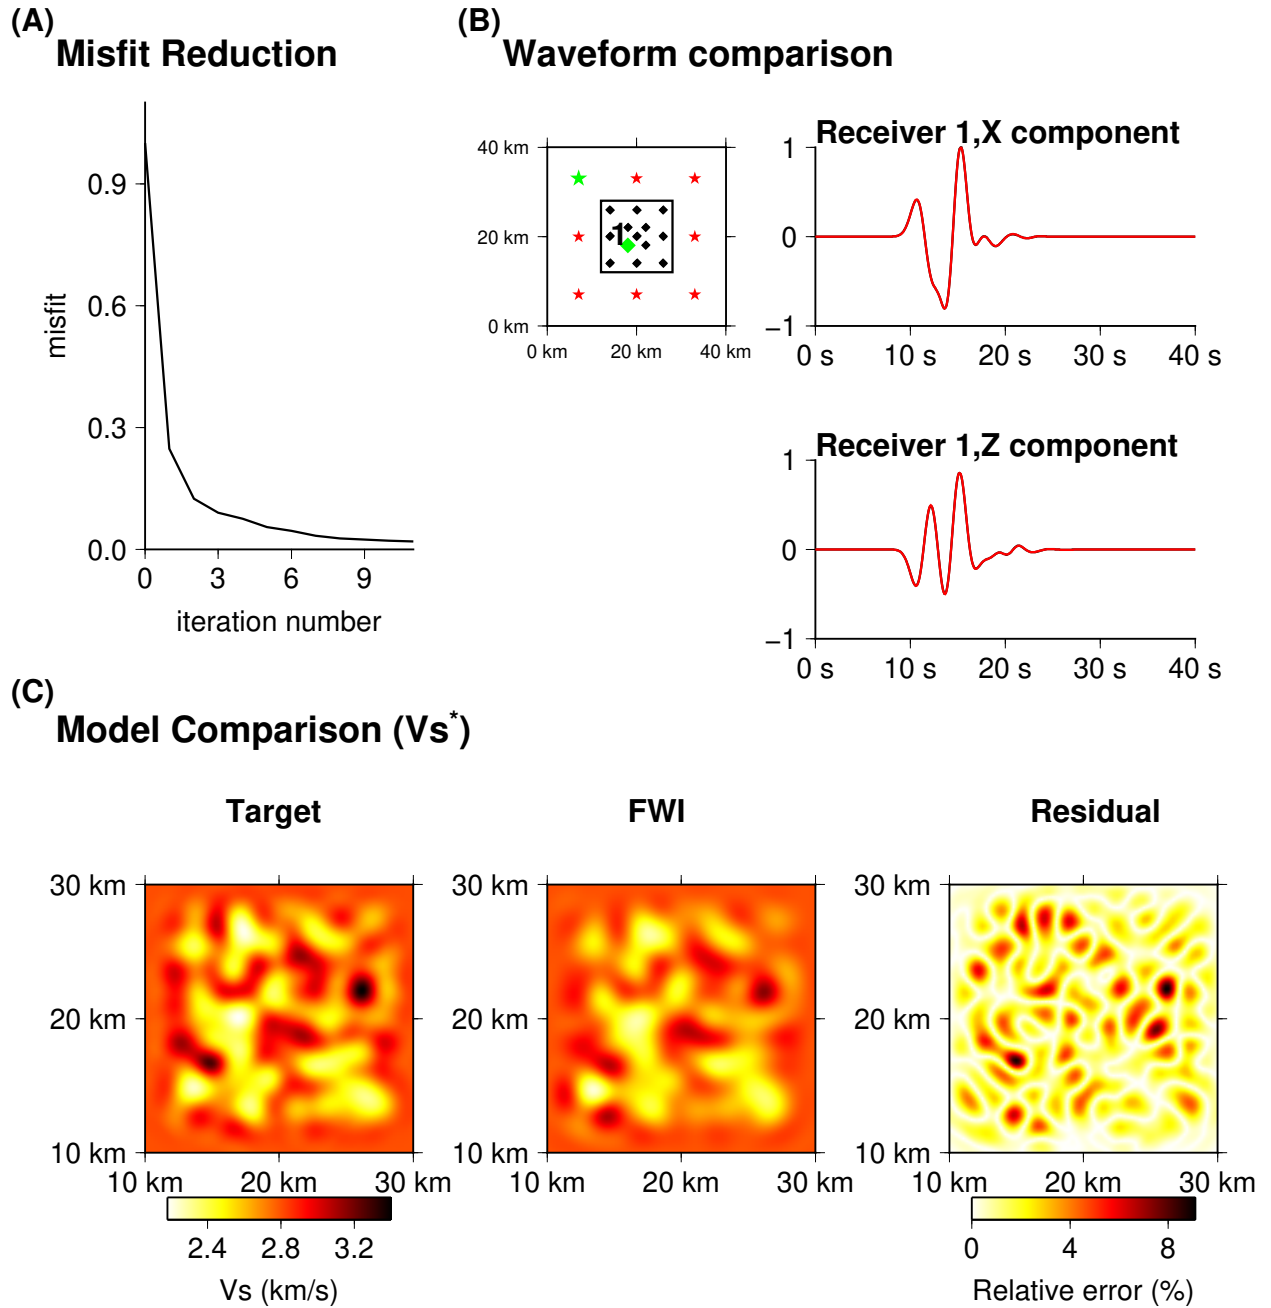 (A)
Misfit Reduction
0.9
0.6
0.3
0.0
misfit
0 3 6 9
iteration number
(B)
Waveform comparison
40 km
20 km
0 km
1
0 km 20 km 40 km
Receiver 1,X component
1
0
−1
0 s 10 s 20 s 30 s 40 s
Receiver 1,Z component
1
0
−1
0 s 10 s 20 s 30 s 40 s
(C)
Model Comparison (Vs*)
Target
30 km
20 km
10 km
10 km 20 km 30 km
2.4 2.8 3.2
Vs (km/s)
FWI
30 km
20 km
10 km
10 km 20 km 30 km
Residual
30 km
20 km
10 km
10 km 20 km 30 km
0 4 8
Relative error (%)